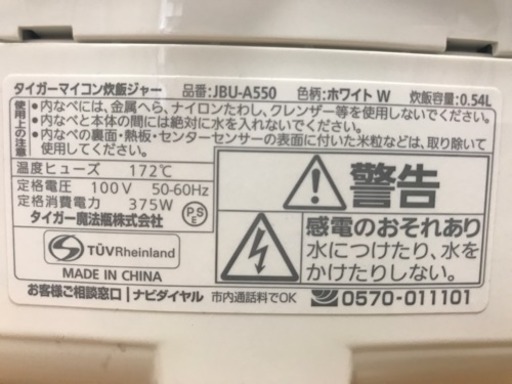 タイガーマイコン炊飯ジャー 品番:JBU-A550 色柄:ホワイト W 炊飯容量:0.54L
使用上の注意
・内なべには、金属へら、ナイロンたわし、クレンザー等を使用しないでください。
・内なべと本体の間には絶対に水を入れないでください。
・内なべの裏面・熱板・センターセンサーの表面に付いた米粒などは、取り除いて
使用してください。
温度ヒューズ 172℃
定格電圧 100V 50-60Hz
定格消費電力 375W
タイガー魔法瓶株式会社
PSE
TÜVRheinland
MADE IN CHINA
警告
感電のおそれあり
水につけたり、水を
かけたりしない。
お客様ご相談窓口 ナビダイヤル 市内通話料でOK 0570-011101